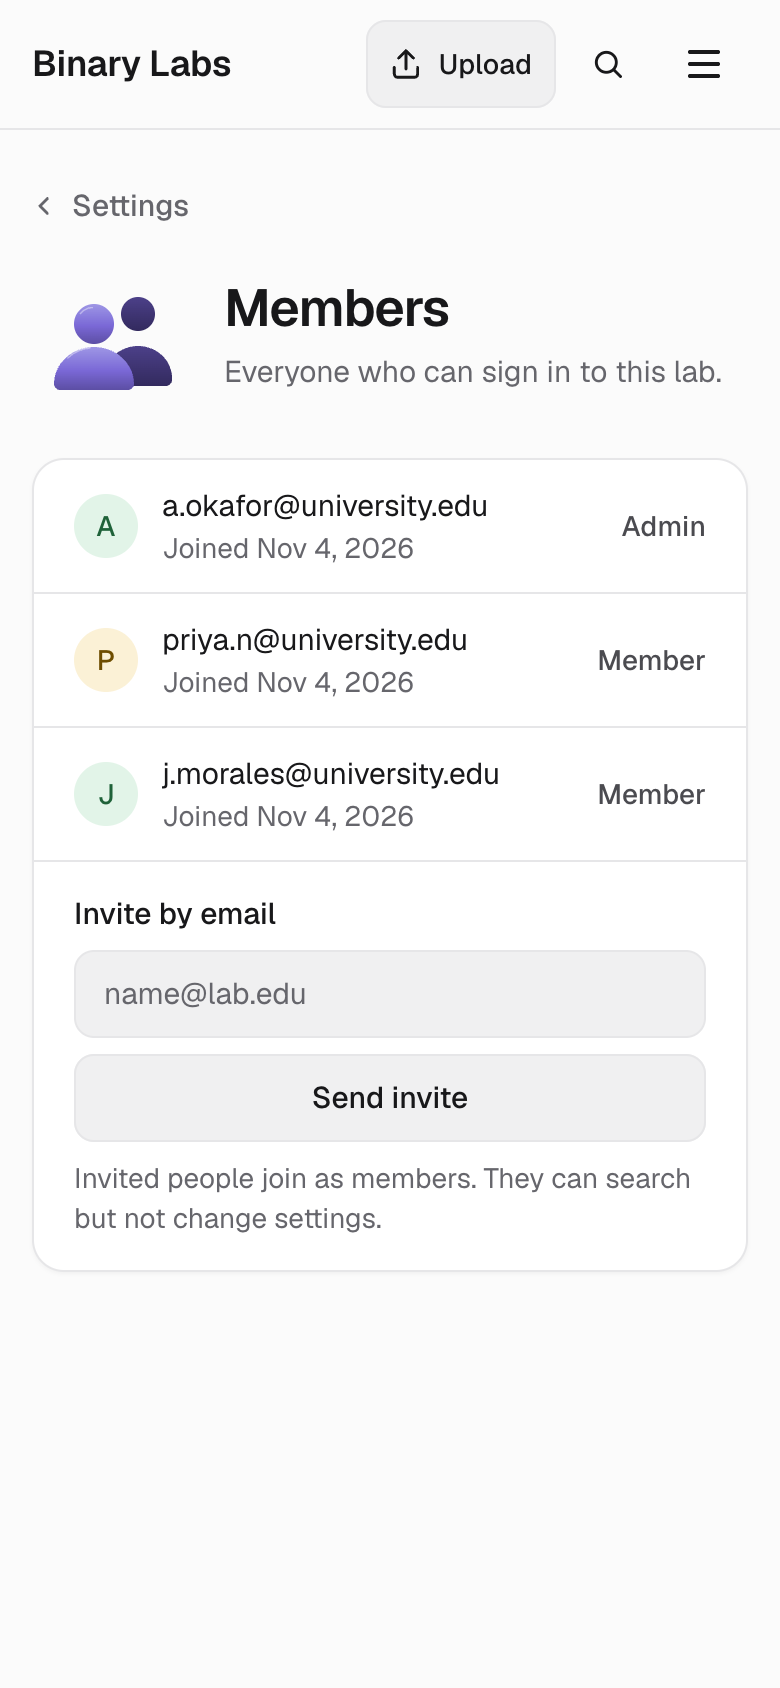 Binary Labs
Upload
Settings
Members
Everyone who can sign in to this lab.
A
a.okafor@university.edu
Joined Nov 4, 2026
Admin
P
priya.n@university.edu
Joined Nov 4, 2026
Member
J
j.morales@university.edu
Joined Nov 4, 2026
Member
Invite by email
name@lab.edu
Send invite
Invited people join as members. They can search
but not change settings.